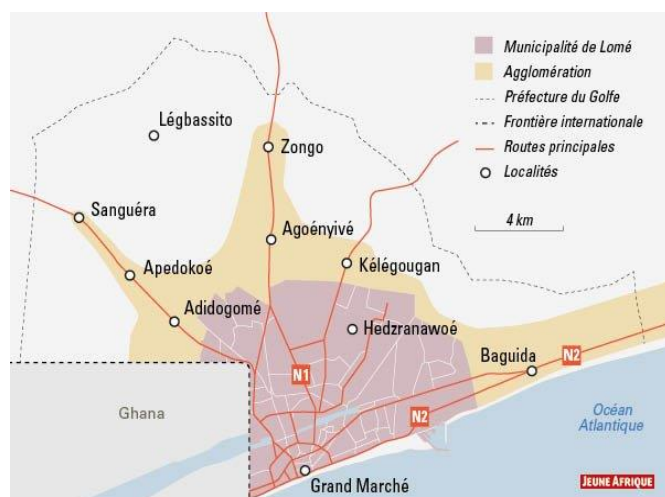 Municipalité de Lomé
Agglomération
Préfecture du Golfe
Frontière internationale
Routes principales
Localités
4 km
Légbassito
Zongo
Sanguéra
Agoényivé
Apedokoé
Kélégougan
Adidogomé
Hedzranawoé
Baguida
N2
N1
Ghana
N2
Océan
Atlantique
Grand Marché
JEUNE AFRIQUE